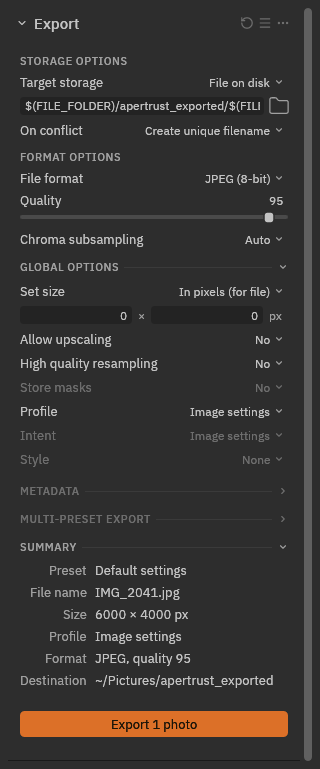 Export
STORAGE OPTIONS
Target storage File on disk
$(FILE_FOLDER)/apertrust_exported/$(FILI
On conflict Create unique filename
FORMAT OPTIONS
File format JPEG (8-bit)
Quality 95
Chroma subsampling Auto
GLOBAL OPTIONS
Set size In pixels (for file)
0 × 0 px
Allow upscaling No
High quality resampling No
Store masks No
Profile Image settings
Intent Image settings
Style None
METADATA
MULTI-PRESET EXPORT
SUMMARY
Preset Default settings
File name IMG_2041.jpg
Size 6000 × 4000 px
Profile Image settings
Format JPEG, quality 95
Destination ~/Pictures/apertrust_exported
Export 1 photo